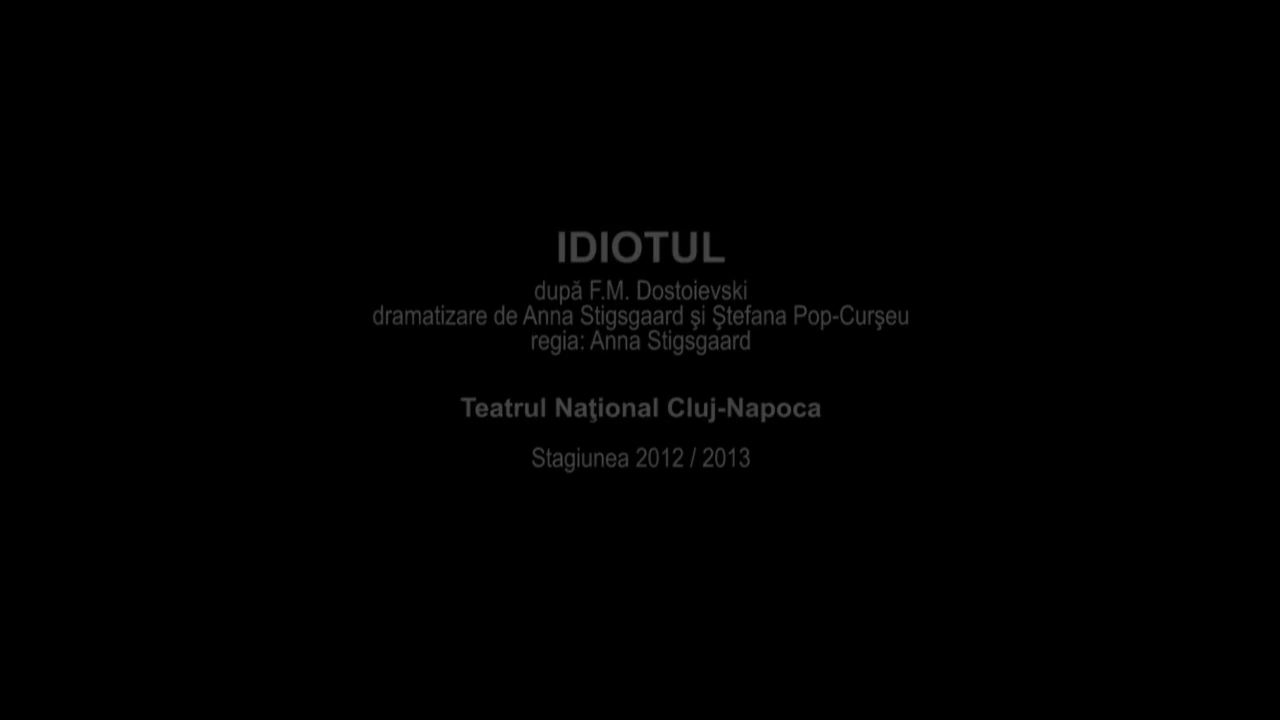 IDIOTUL
după F.M. Dostoievski
dramatizare de Anna Stigsgaard şi Ştefana Pop-Curşeu
regia: Anna Stigsgaard
Teatrul Naţional Cluj-Napoca
Stagiunea 2012 / 2013